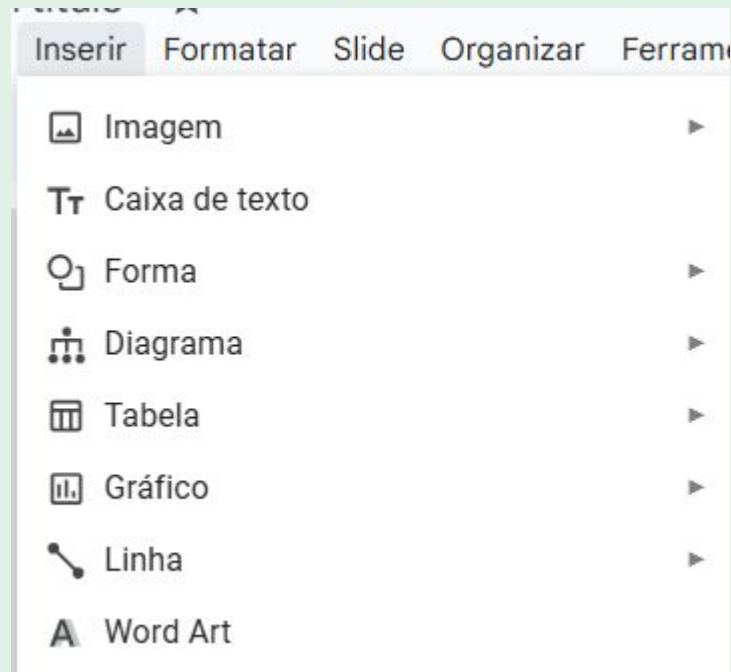 Inserir Formatar Slide Organizar
Imagem
Caixa de texto
Forma
Diagrama
Tabela
Gráfico
Linha
Word Art